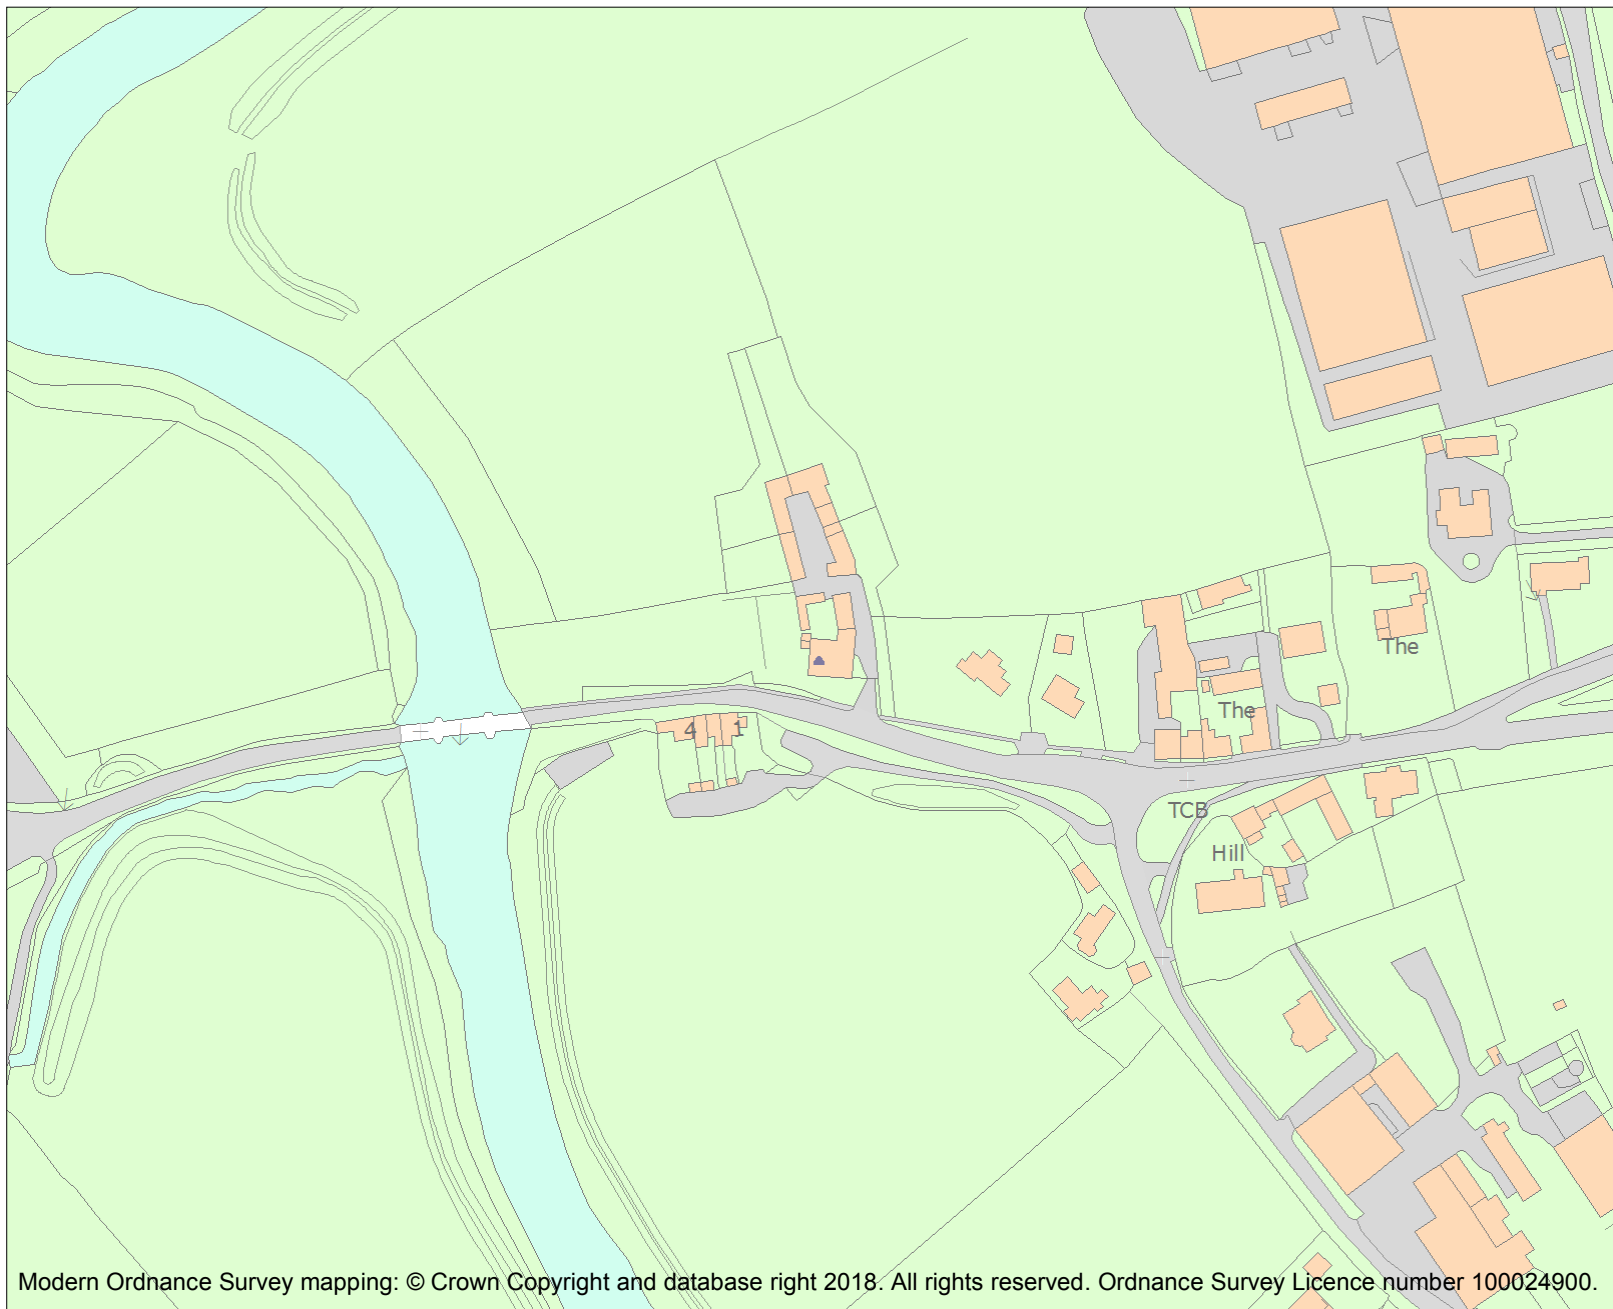 The
The
4 1
TCB
Hill
Modern Ordnance Survey mapping: © Crown Copyright and database right 2018. All rights reserved. Ordnance Survey Licence number 100024900.